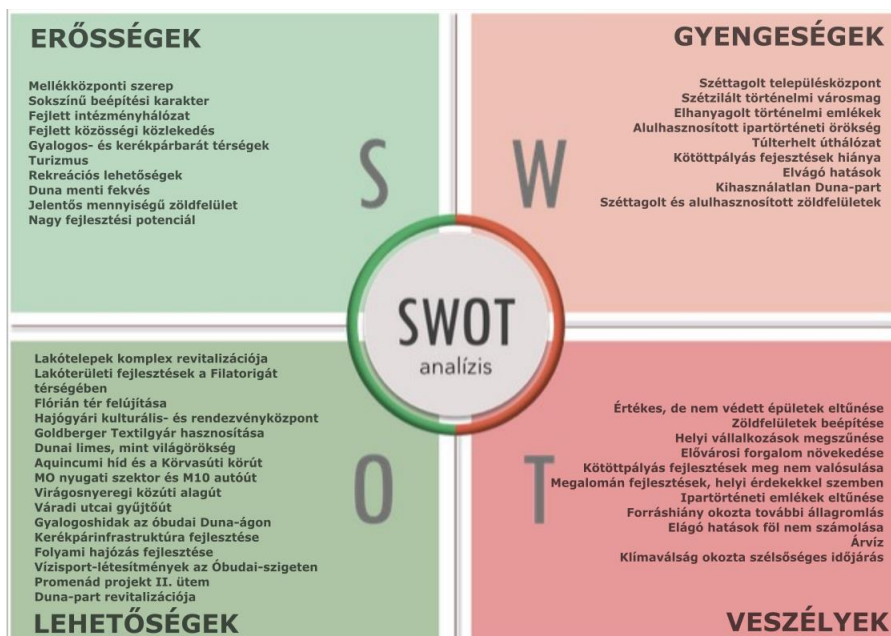 ERŐSSÉGEK
Mellékközponti szerep
Sokszínű beépítési karakter
Fejlett intézményhálózat
Fejlett közösségi közlekedés
Gyalogos- és kerékpárbarát térségek
Turizmus
Rekreációs lehetőségek
Duna menti fekvés
Jelentős mennyiségű zöldfelület
Nagy fejlesztési potenciál
S
GYENGESÉGEK
Széttagolt településközpont
Szétzilált történelmi városmag
Elhanyagolt történelmi emlékek
Alulhasznosított ipartörténeti örökség
Túlterhelt úthálózat
Kötöttpályás fejesztések hiánya
Elvágó hatások
Kihasználatlan Duna-part
Széttagolt és alulhasznosított zöldfelületek
W
SWOT
analízis
Lakótelepek komplex revitalizációja
Lakóterületi fejlesztések a Filatorigát
térségében
Flórián tér felújítása
Hajógyári kulturális- és rendezvényközpont
Goldberger Textilgyár hasznosítása
Dunai limes, mint világörökség
Aquincumi híd és a Körvasúti körút
MO nyugati szektor és M10 autóút
Virágosnyeregi közúti alagút
Váradi utcai gyűjtőút
Gyalogoshidak az óbudai Duna-ágon
Kerékpárinfrastruktúra fejlesztése
Folyami hajózás fejlesztése
Vízisport-létesítmények az Óbudai-szigeten
Promenád projekt II. ütem
Duna-part revitalizációja
LEHETŐSÉGEK
O
T
Értékes, de nem védett épületek eltűnése
Zöldfelületek beépítése
Helyi vállalkozások megszűnése
Elővárosi forgalom növekedése
Kötöttpályás fejlesztések meg nem valósulása
Megalomán fejlesztések, helyi érdekekkel szemben
Ipartörténeti emlékek eltűnése
Forráshiány okozta további állagromlás
Elágó hatások föl nem számolása
Árvíz
Klímaválság okozta szélsőséges időjárás
VESZÉLYEK